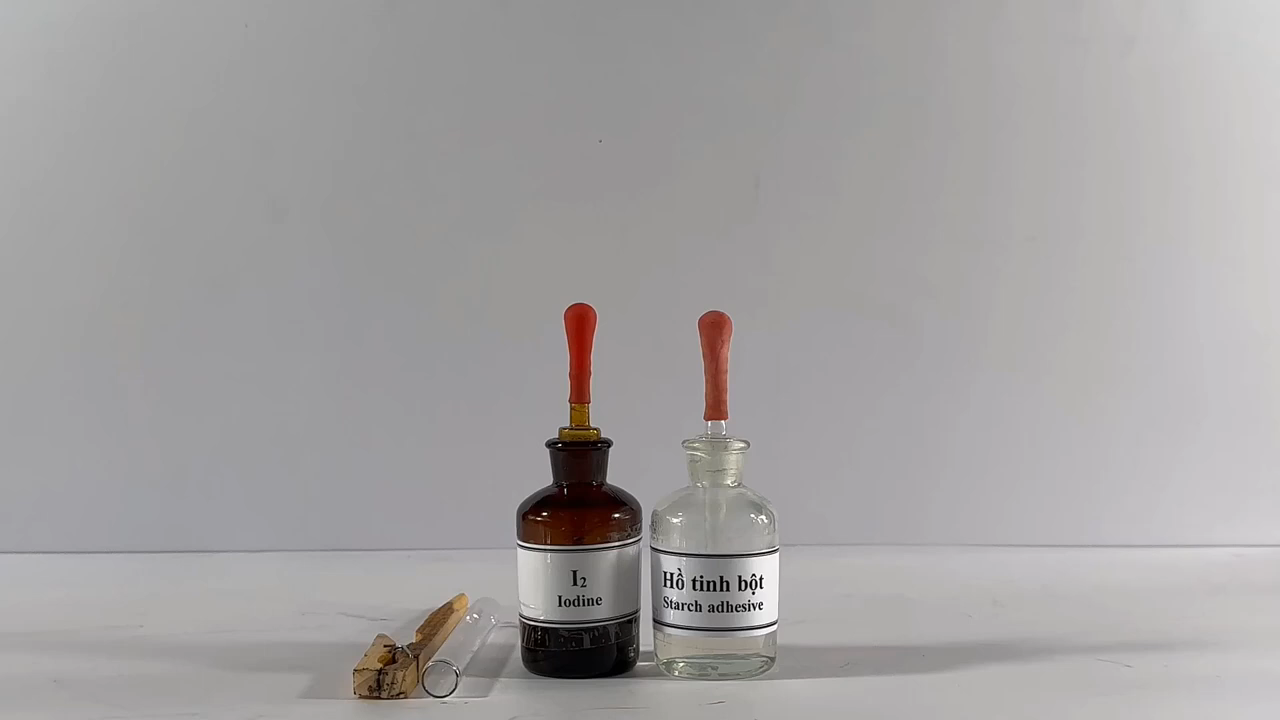 I₂
Iodine
Hồ tinh bột
Starch adhesive